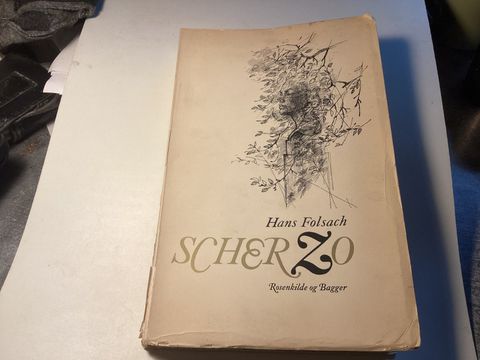 Hans Folsach
SCHERZO
Rosenkilde og Bagger